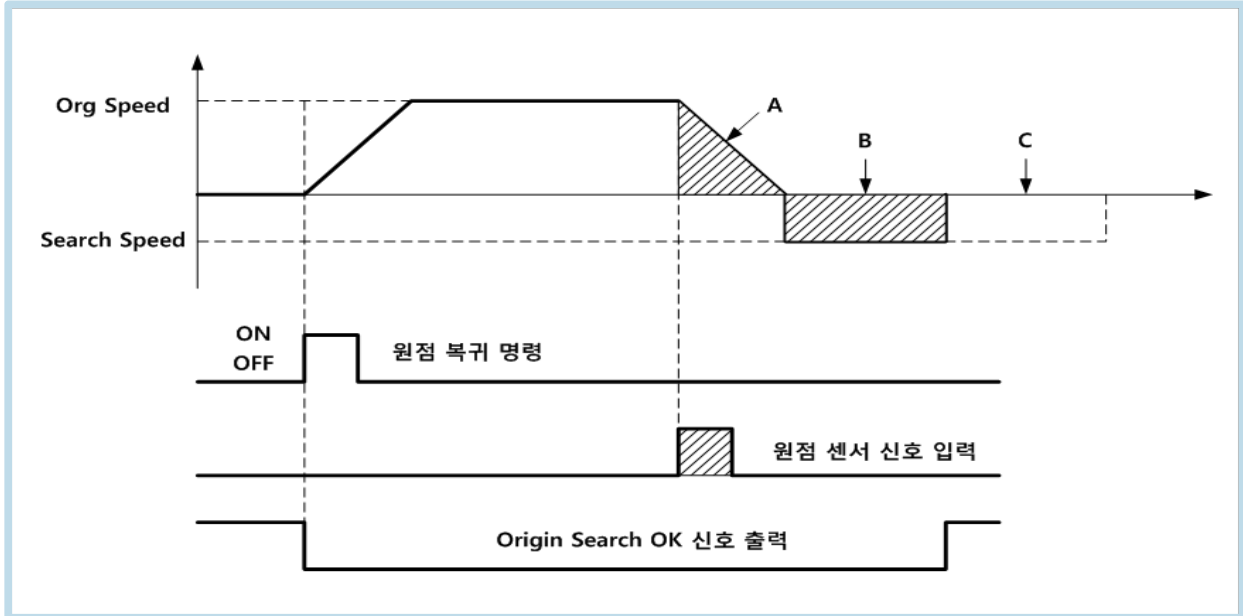 Org Speed
A
B
C
Search Speed
ON
OFF
원점 복귀 명령
원점 센서 신호 입력
Origin Search OK 신호 출력